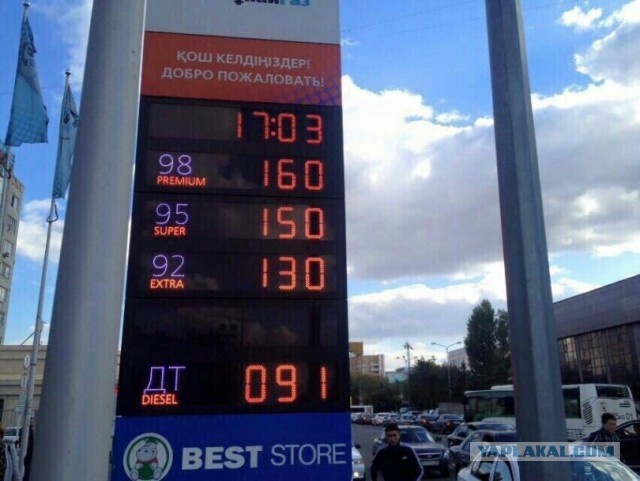 ҚОШ КЕЛДІҢІЗДЕР!
ДОБРО ПОЖАЛОВАТЬ!
17:03
98 160
PREMIUM
95 150
SUPER
92 130
EXTRA
ДТ 091
DIESEL
BEST STORE
YAPLAKAL.COM